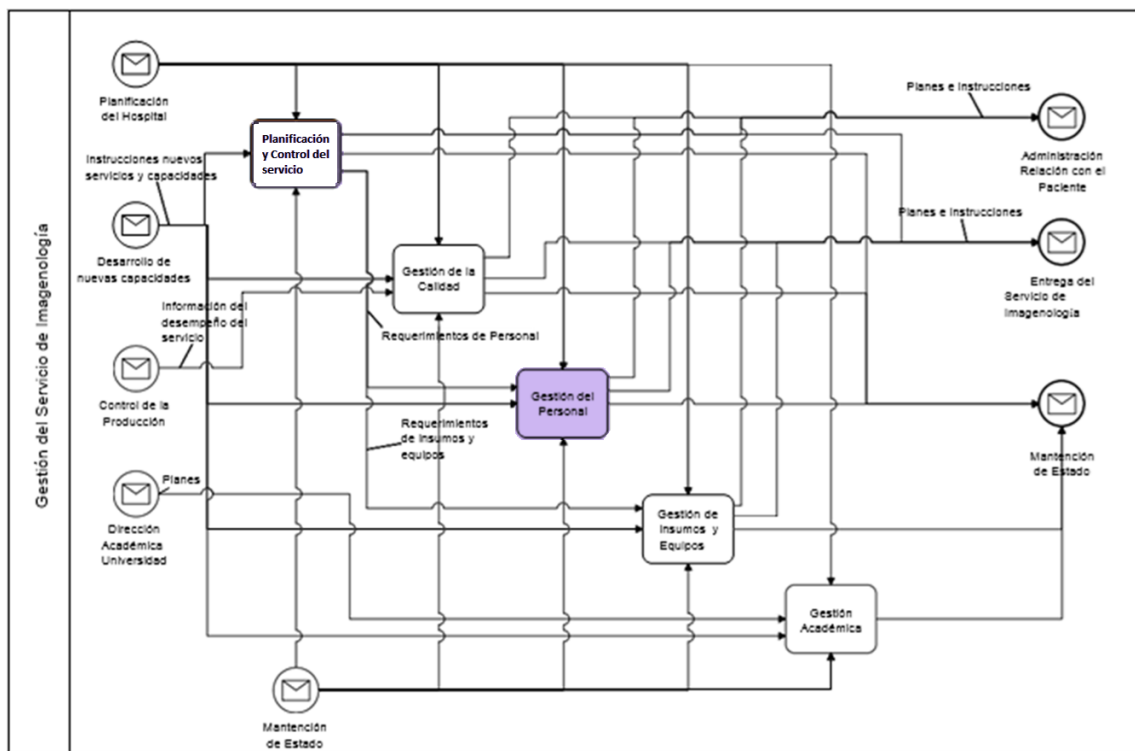 Gestión del Servicio de Imagenología
Planificación
del Hospital
Planes e Instrucciones
Planificación
y Control del
servicio
Administración
Relación con el
Paciente
Instrucciones nuevos
servicios y capacidades
Planes e Instrucciones
Desarrollo de
nuevas capacidades
Gestión de la
Calidad
Entrega del
Servicio de
Imagenología
Información del
desempeño del
servicio
Requerimientos de Personal
Control de la
Producción
Gestión del
Personal
Requerimientos
de insumos y
equipos
Mantención
de Estado
Planes
Dirección
Académica
Universidad
Gestión de
Insumos y
Equipos
Gestión
Académica
Mantención
de Estado